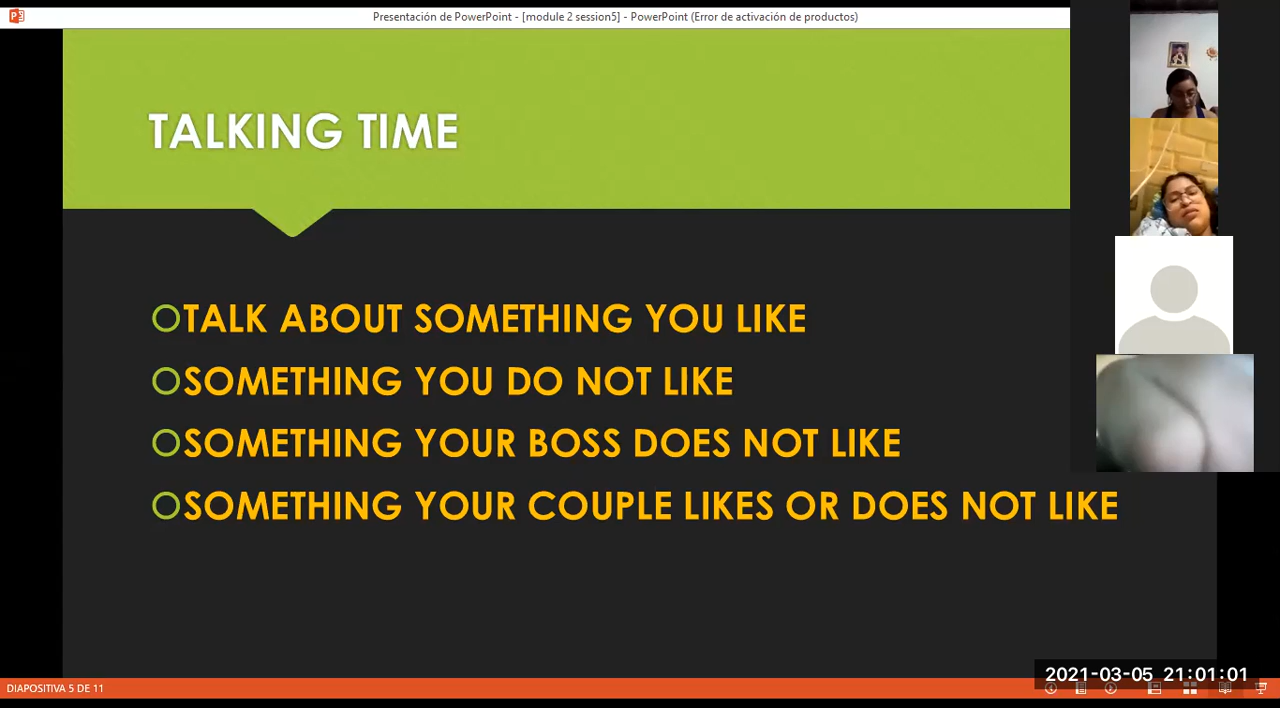 Presentación de PowerPoint - [module 2 session5] - PowerPoint (Error de activación de productos)
TALKING TIME
TALK ABOUT SOMETHING YOU LIKE
SOMETHING YOU DO NOT LIKE
SOMETHING YOUR BOSS DOES NOT LIKE
SOMETHING YOUR COUPLE LIKES OR DOES NOT LIKE
2021-03-05 21:01:01
DIAPOSITIVA 5 DE 11